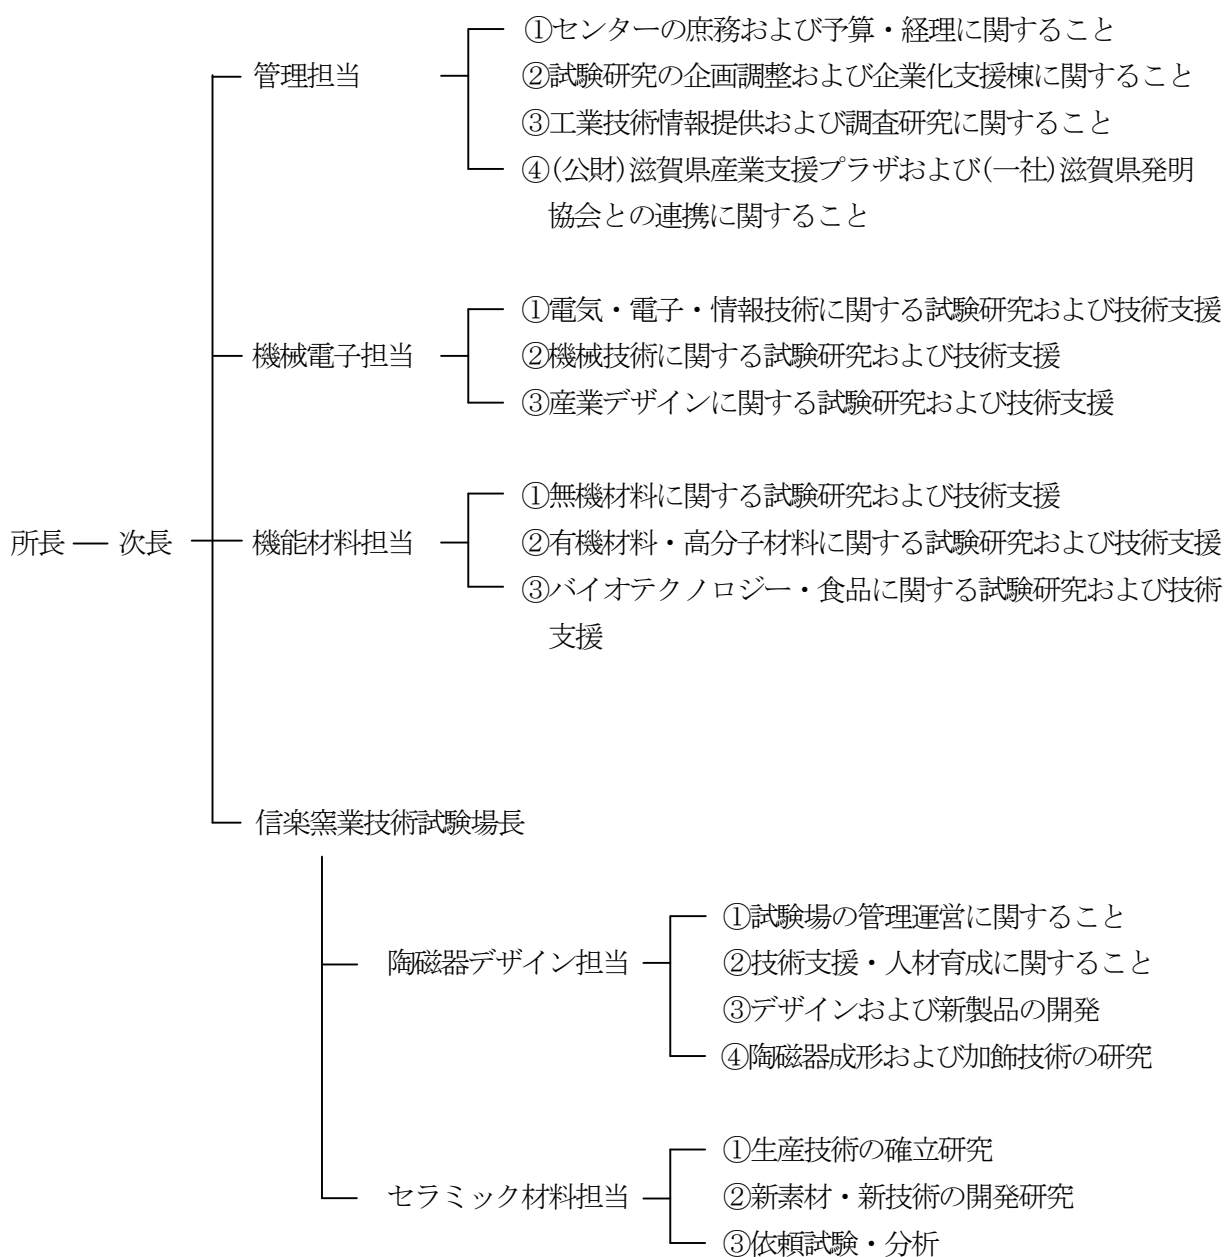 ①センターの庶務および予算・経理に関すること
管理担当
②試験研究の企画調整および企業化支援棟に関すること
③工業技術情報提供および調査研究に関すること
④(公財)滋賀県産業支援プラザおよび(一社)滋賀県発明
協会との連携に関すること
①電気・電子・情報技術に関する試験研究および技術支援
機械電子担当
②機械技術に関する試験研究および技術支援
③産業デザインに関する試験研究および技術支援
①無機材料に関する試験研究および技術支援
所長
次長
機能材料担当
②有機材料・高分子材料に関する試験研究および技術支援
③バイオテクノロジー・食品に関する試験研究および技術
支援
信楽窯業技術試験場長
①試験場の管理運営に関すること
陶磁器デザイン担当
②技術支援・人材育成に関すること
③デザインおよび新製品の開発
④陶磁器成形および加飾技術の研究
①生産技術の確立研究
セラミック材料担当
②新素材・新技術の開発研究
③依頼試験・分析